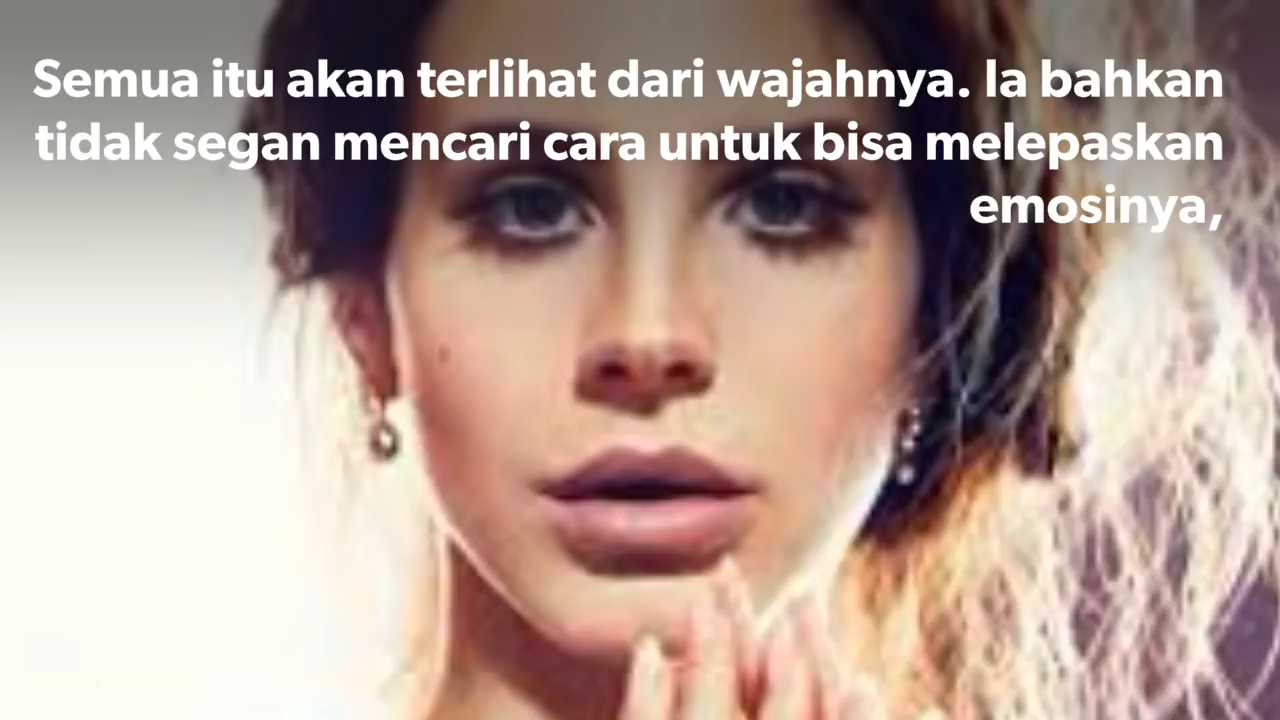 Semua itu akan terlihat dari wajahnya. Ia bahkan
tidak segan mencari cara untuk bisa melepaskan
emosinya,